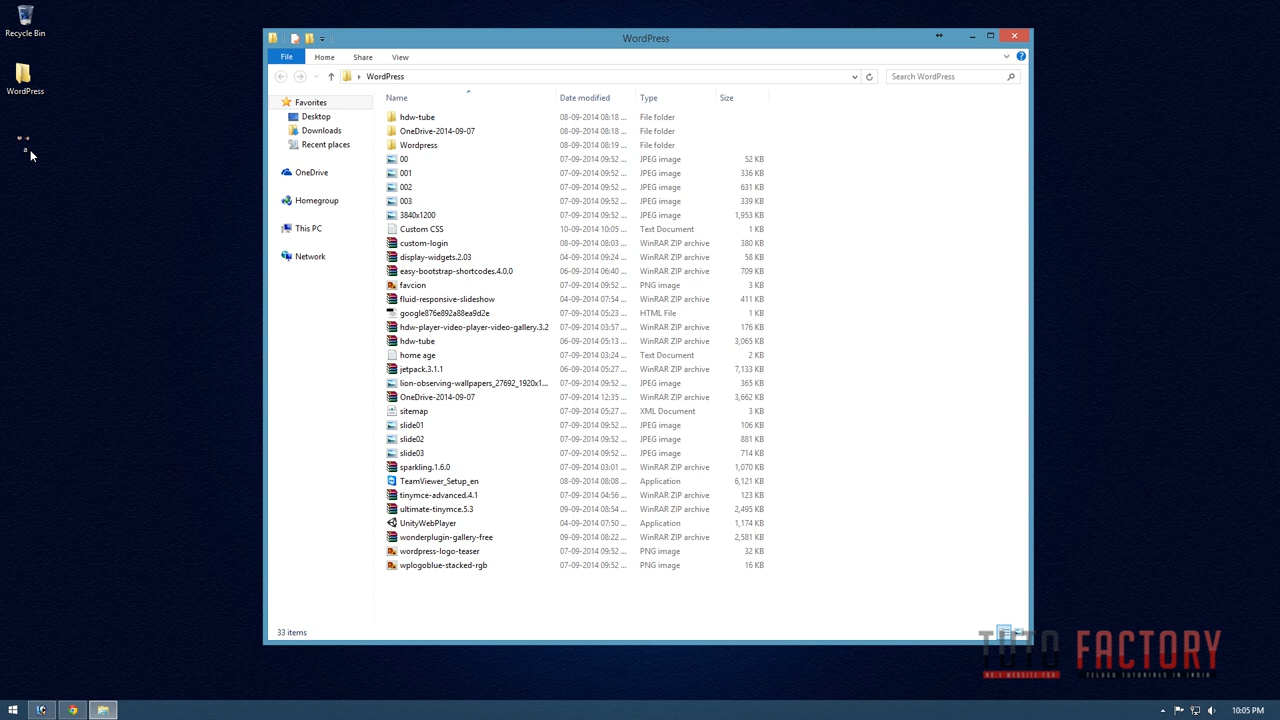 Recycle Bin
WordPress
a
WordPress
File
Home
Share
View
WordPress
Search WordPress
Favorites
Desktop
Downloads
Recent places
OneDrive
Homegroup
This PC
Network
Name
Date modified
Type
Size
hdw-tube 08-09-2014 08:18 ... File folder
OneDrive-2014-09-07 08-09-2014 08:18 ... File folder
Wordpress 08-09-2014 08:19 ... File folder
00 07-09-2014 09:52 ... JPEG image 52 KB
001 07-09-2014 09:52 ... JPEG image 336 KB
002 07-09-2014 09:52 ... JPEG image 631 KB
003 07-09-2014 09:52 ... JPEG image 339 KB
3840x1200 07-09-2014 09:52 ... JPEG image 1,953 KB
Custom CSS 10-09-2014 10:05 ... Text Document 1 KB
custom-login 08-09-2014 08:03 ... WinRAR ZIP archive 380 KB
display-widgets.2.03 04-09-2014 09:24 ... WinRAR ZIP archive 58 KB
easy-bootstrap-shortcodes.4.0.0 06-09-2014 06:40 ... WinRAR ZIP archive 709 KB
favcion 07-09-2014 09:52 ... PNG image 3 KB
fluid-responsive-slideshow 04-09-2014 07:54 ... WinRAR ZIP archive 411 KB
google876e892a88ea9d2e 07-09-2014 05:23 ... HTML File 1 KB
hdw-player-video-player-video-gallery.3.2 07-09-2014 03:57 ... WinRAR ZIP archive 176 KB
hdw-tube 06-09-2014 05:13 ... WinRAR ZIP archive 3,065 KB
home age 07-09-2014 03:24 ... Text Document 2 KB
jetpack.3.1.1 06-09-2014 05:27 ... WinRAR ZIP archive 7,133 KB
lion-observing-wallpapers_27692_1920x1... 07-09-2014 09:52 ... JPEG image 365 KB
OneDrive-2014-09-07 07-09-2014 12:35 ... WinRAR ZIP archive 3,662 KB
sitemap 07-09-2014 05:27 ... XML Document 3 KB
slide01 07-09-2014 09:52 ... JPEG image 106 KB
slide02 07-09-2014 09:52 ... JPEG image 881 KB
slide03 07-09-2014 09:52 ... JPEG image 714 KB
sparkling.1.6.0 07-09-2014 03:01 ... WinRAR ZIP archive 1,070 KB
TeamViewer_Setup_en 08-09-2014 08:08 ... Application 6,121 KB
tinymce-advanced.4.1 07-09-2014 04:56 ... WinRAR ZIP archive 123 KB
ultimate-tinymce.5.3 09-09-2014 08:54 ... WinRAR ZIP archive 2,495 KB
UnityWebPlayer 04-09-2014 07:50 ... Application 1,174 KB
wonderplugin-gallery-free 09-09-2014 08:22 ... WinRAR ZIP archive 2,581 KB
wordpress-logo-teaser 07-09-2014 09:52 ... PNG image 32 KB
wplogoblue-stacked-rgb 07-09-2014 09:52 ... PNG image 16 KB
33 items
TUTO FACTORY
NO.1 WEBSITE FOR TELUGU TUTORIALS IN INDIA
10:05 PM